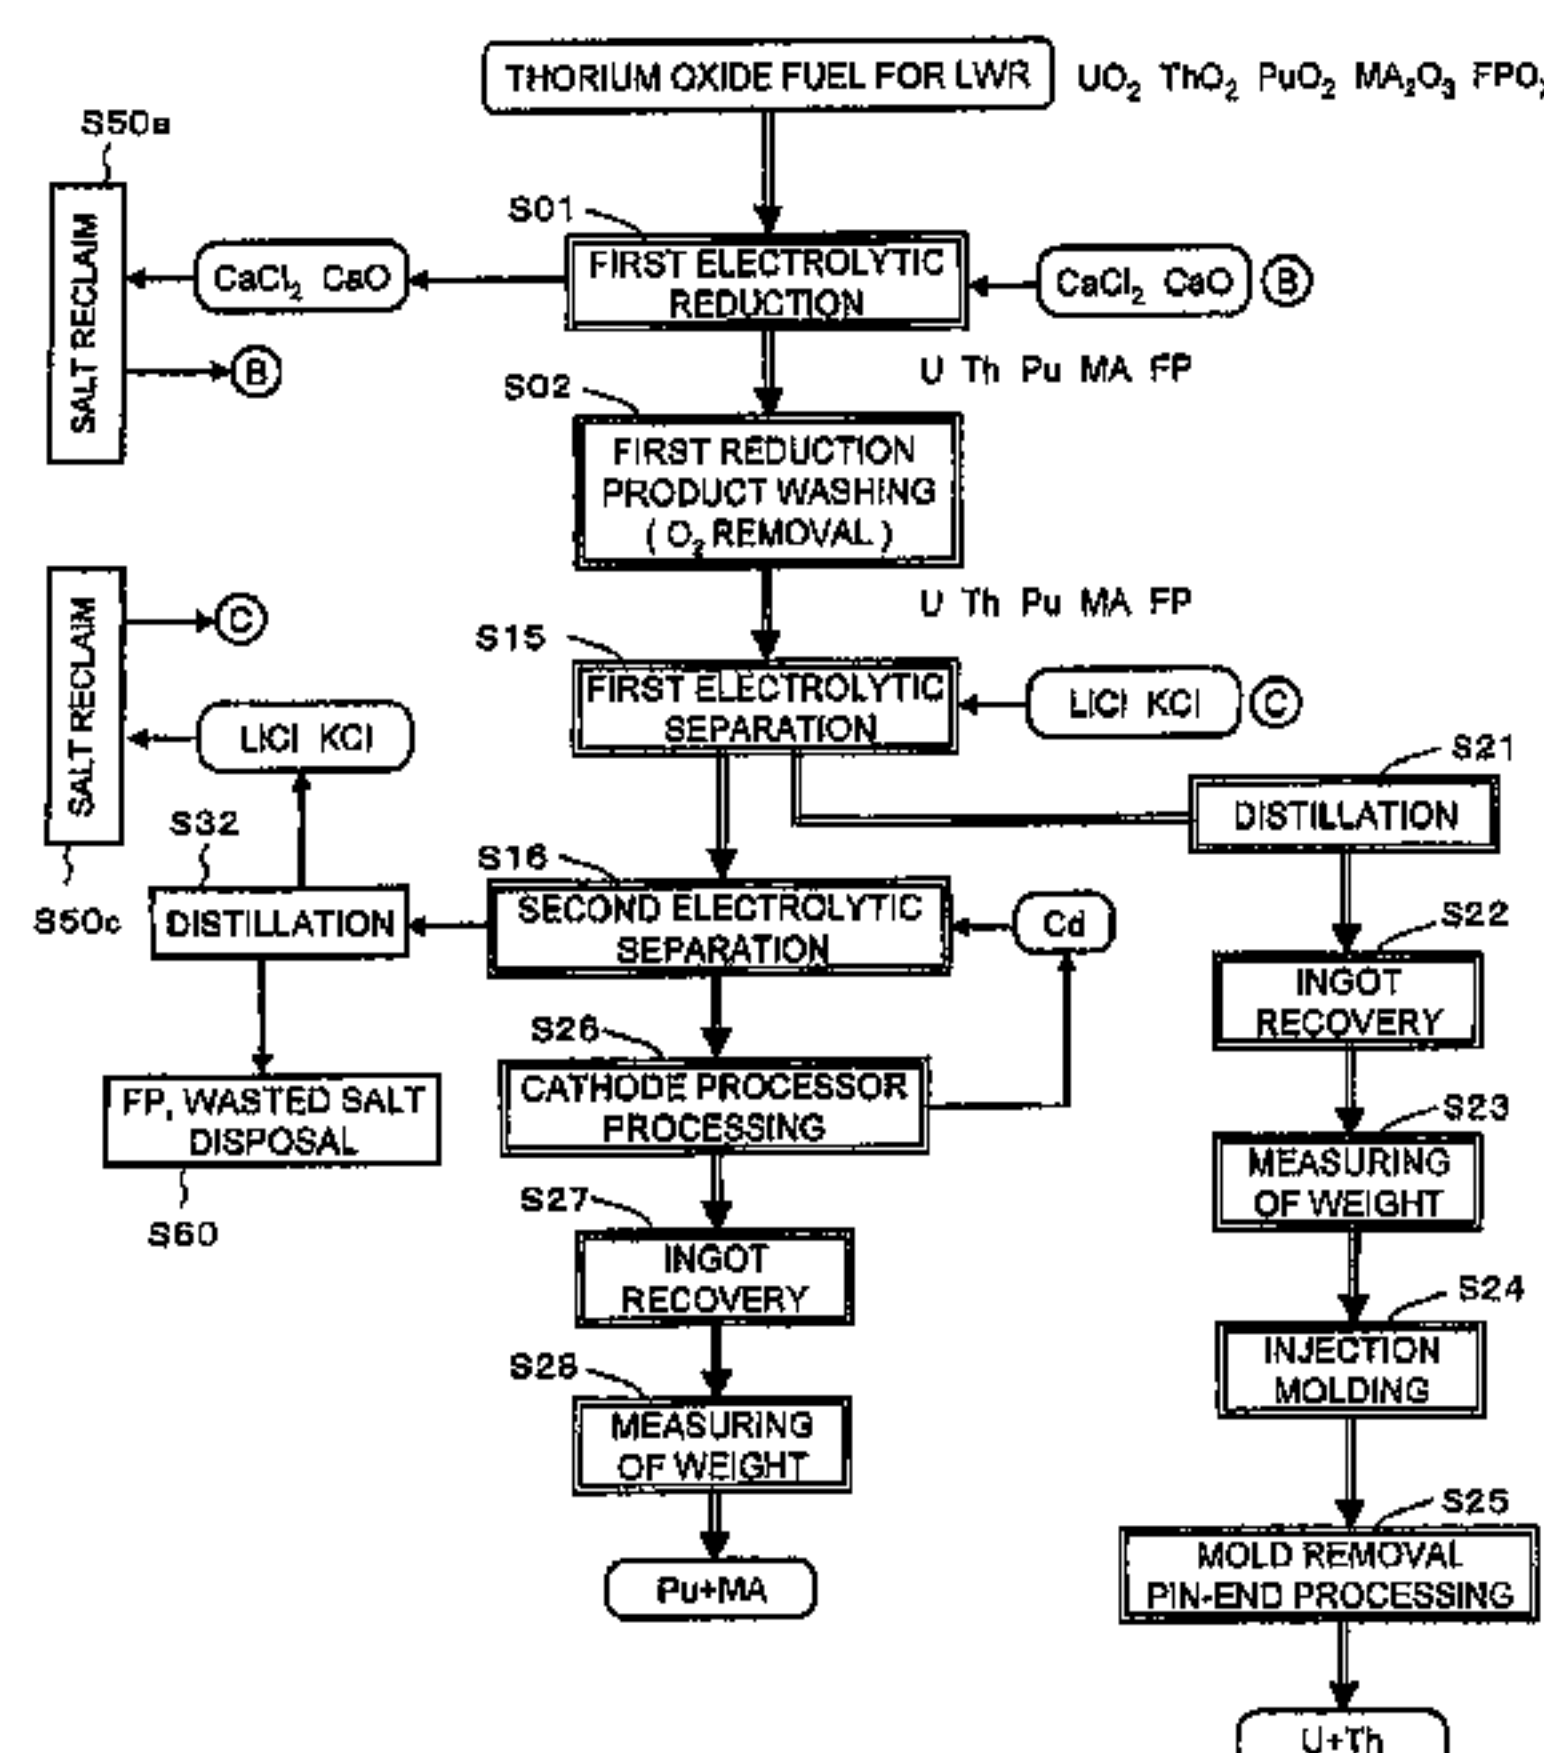 THORIUM OXIDE FUEL FOR LWR
UO₂ ThO₂ PuO₂ MA₂O₃ FPOₓ
S50a
SALT RECLAIM
S01
CaCl₂ CaO
FIRST ELECTROLYTIC
REDUCTION
CaCl₂ CaO
B
B
U Th Pu MA FP
S02
FIRST REDUCTION
PRODUCT WASHING
( O₂ REMOVAL )
U Th Pu MA FP
SALT RECLAIM
C
S15
FIRST ELECTROLYTIC
SEPARATION
LiCl KCl
C
LiCl KCl
S21
DISTILLATION
S32
S50c
DISTILLATION
S16
SECOND ELECTROLYTIC
SEPARATION
Cd
S22
INGOT
RECOVERY
S26
CATHODE PROCESSOR
PROCESSING
FP, WASTED SALT
DISPOSAL
S60
S23
MEASURING
OF WEIGHT
S27
INGOT
RECOVERY
S24
INJECTION
MOLDING
S28
MEASURING
OF WEIGHT
S25
MOLD REMOVAL
PIN-END PROCESSING
Pu+MA
U+Th